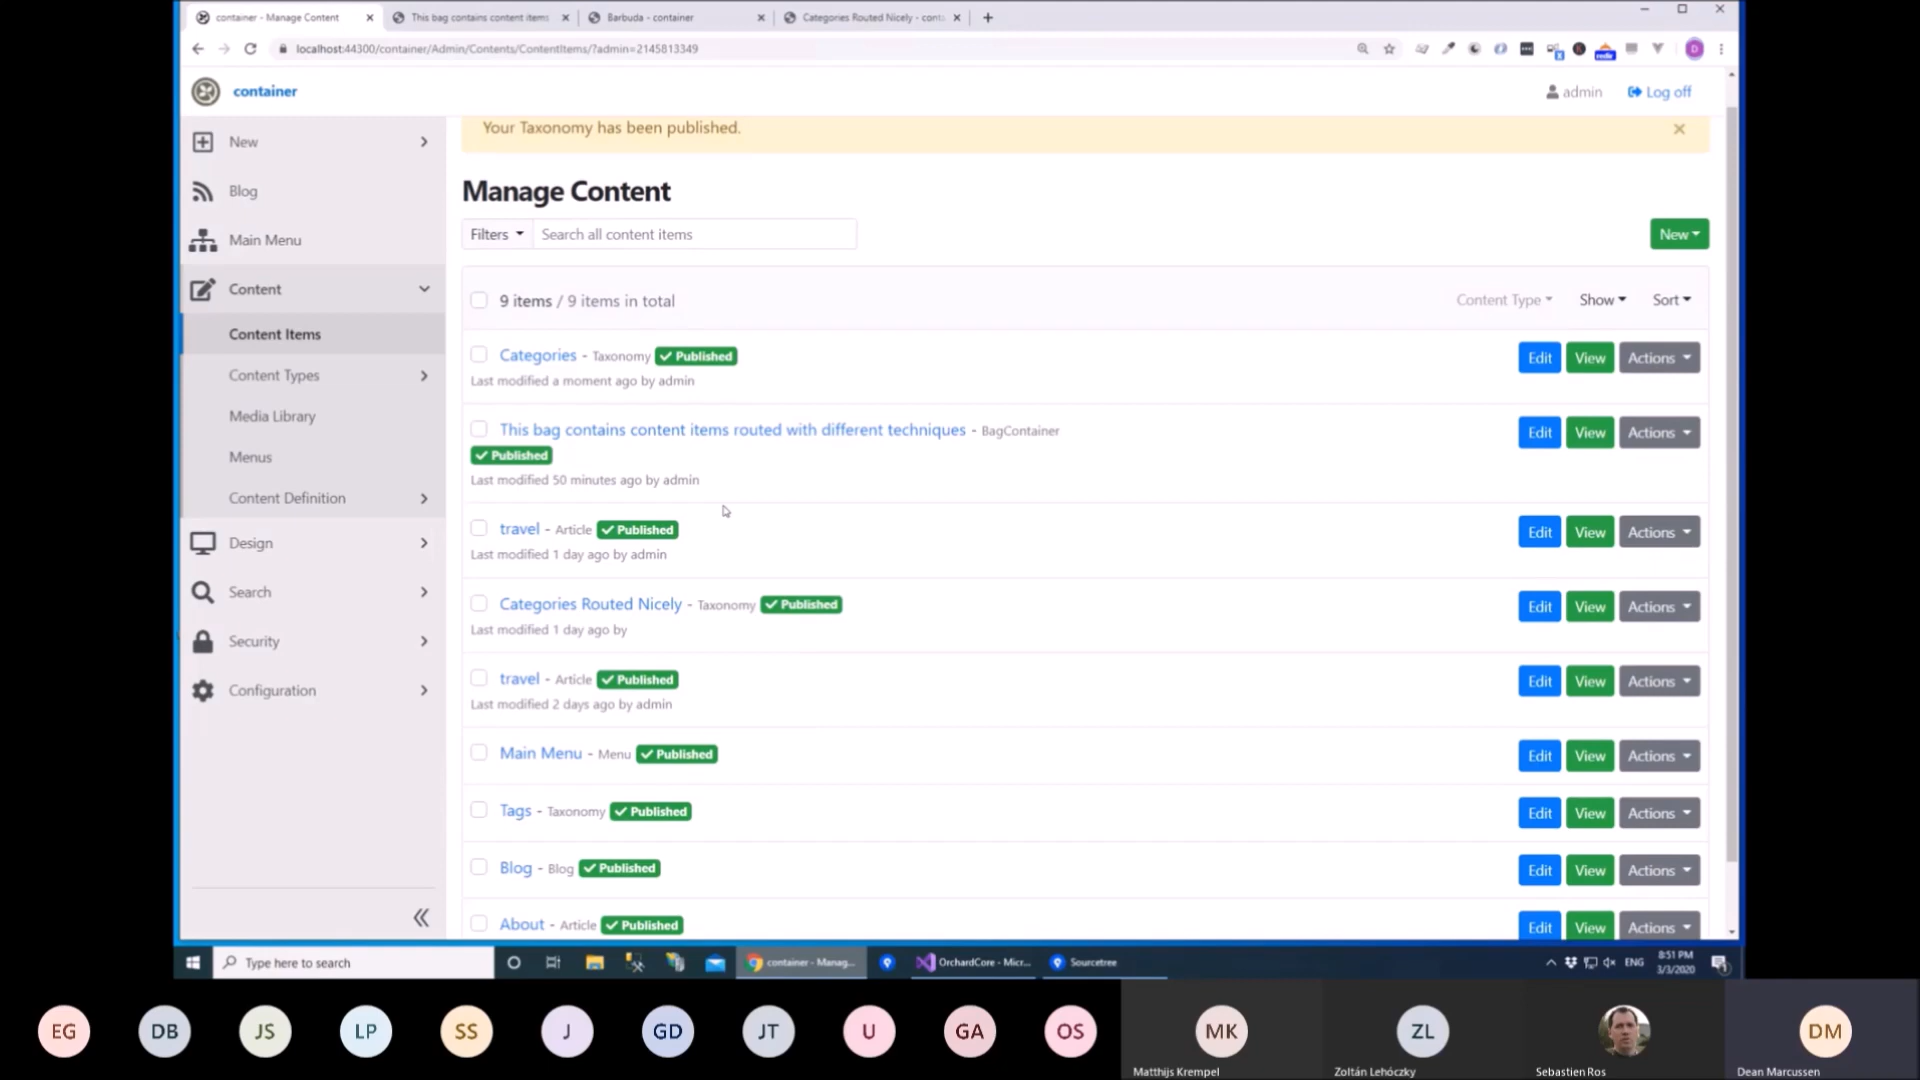 container - Manage Content
This bag contains content items
Barbuda - container
Categories Routed Nicely - conta
localhost:44300/container/Admin/Contents/ContentItems/?admin=2145813349
container
admin
Log off
New
Blog
Main Menu
Content
Content Items
Content Types
Media Library
Menus
Content Definition
Design
Search
Security
Configuration
Your Taxonomy has been published.
Manage Content
Filters
Search all content items
New
9 items / 9 items in total
Content Type
Show
Sort
Categories - Taxonomy Published
Last modified a moment ago by admin
Edit View Actions
This bag contains content items routed with different techniques - BagContainer
Published
Last modified 50 minutes ago by admin
Edit View Actions
travel - Article Published
Last modified 1 day ago by admin
Edit View Actions
Categories Routed Nicely - Taxonomy Published
Last modified 1 day ago by
Edit View Actions
travel - Article Published
Last modified 2 days ago by admin
Edit View Actions
Main Menu - Menu Published
Edit View Actions
Tags - Taxonomy Published
Edit View Actions
Blog - Blog Published
Edit View Actions
About - Article Published
Edit View Actions
Type here to search
container - Manag...
OrchardCore - Micr...
Sourcetree
ENG
8:51 PM
3/3/2020
EG
DB
JS
LP
SS
J
GD
JT
U
GA
OS
MK
Matthijs Krempel
ZL
Zoltán Lehóczky
Sebastien Ros
DM
Dean Marcussen